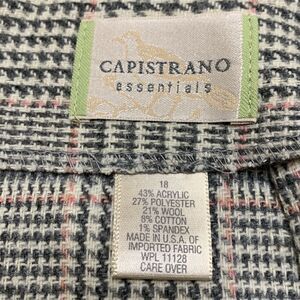 CAPISTRANO
essentials
18
43% ACRYLIC
27% POLYESTER
21% WOOL
8% COTTON
1% SPANDEX
MADE IN U.S.A. OF
IMPORTED FABRIC
WPL 11128
CARE OVER